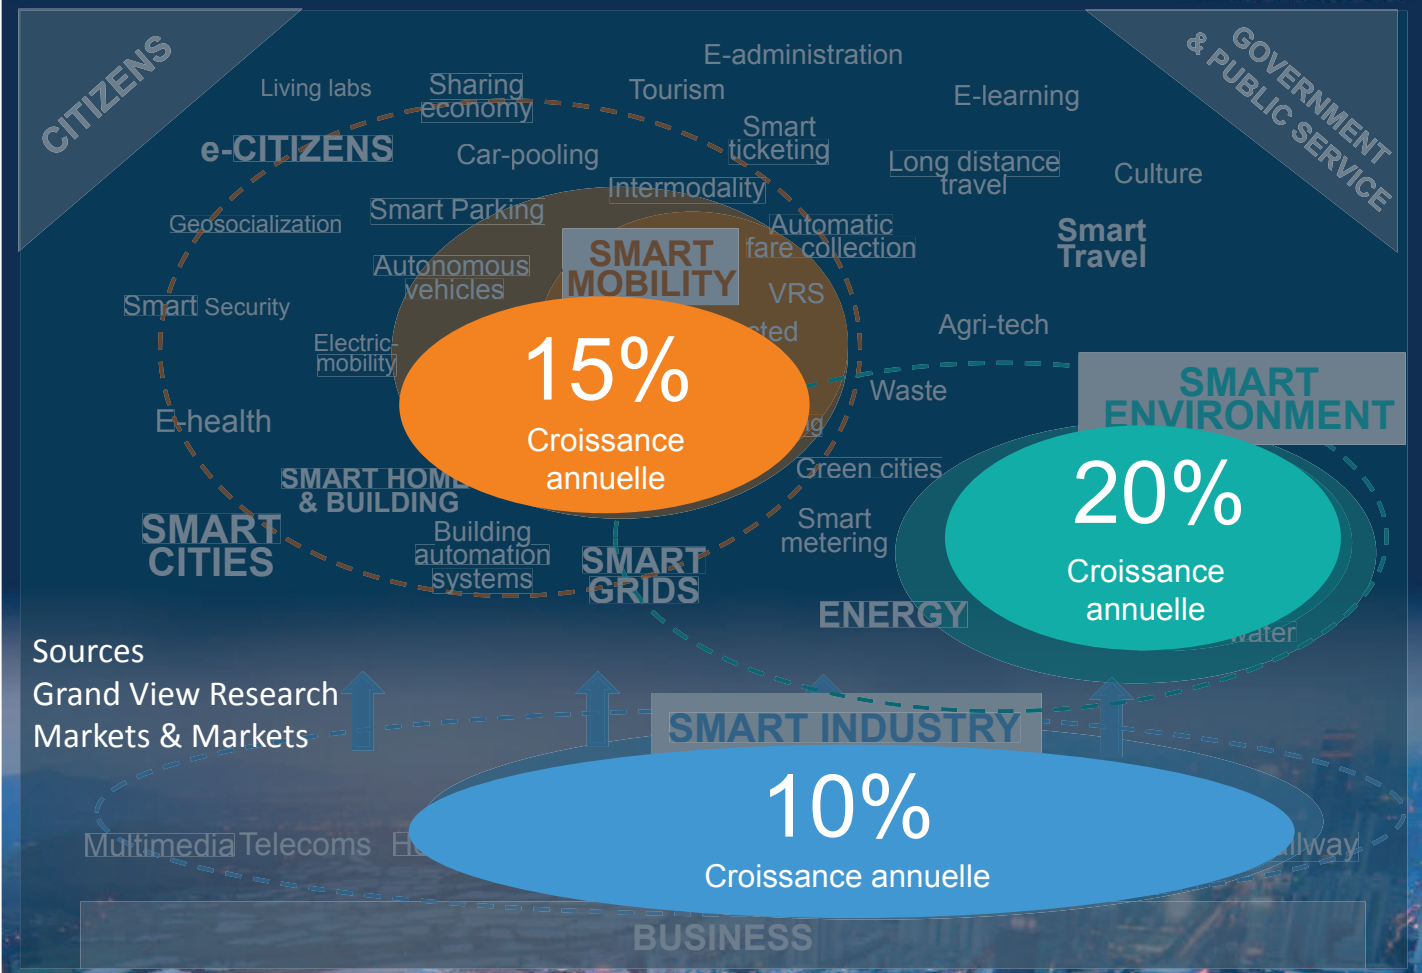 CITIZENS
GOVERNMENT
& PUBLIC SERVICE
E-administration
Living labs
Sharing
economy
Tourism
E-learning
e-CITIZENS
Car-pooling
Smart
ticketing
Long distance
travel
Culture
Intermodality
Geosocialization
Smart Parking
Automatic
fare collection
Smart
Travel
SMART
MOBILITY
Autonomous
vehicles
VRS
Smart Security
Agri-tech
Electric-
mobility
15%
Croissance
annuelle
Waste
SMART
ENVIRONMENT
E-health
Green cities
SMART HOME
& BUILDING
20%
Croissance
annuelle
SMART
CITIES
Building
automation
systems
SMART
GRIDS
Smart
metering
ENERGY
water
Sources
Grand View Research
Markets & Markets
SMART INDUSTRY
10%
Croissance annuelle
Multimedia
Telecoms
BUSINESS